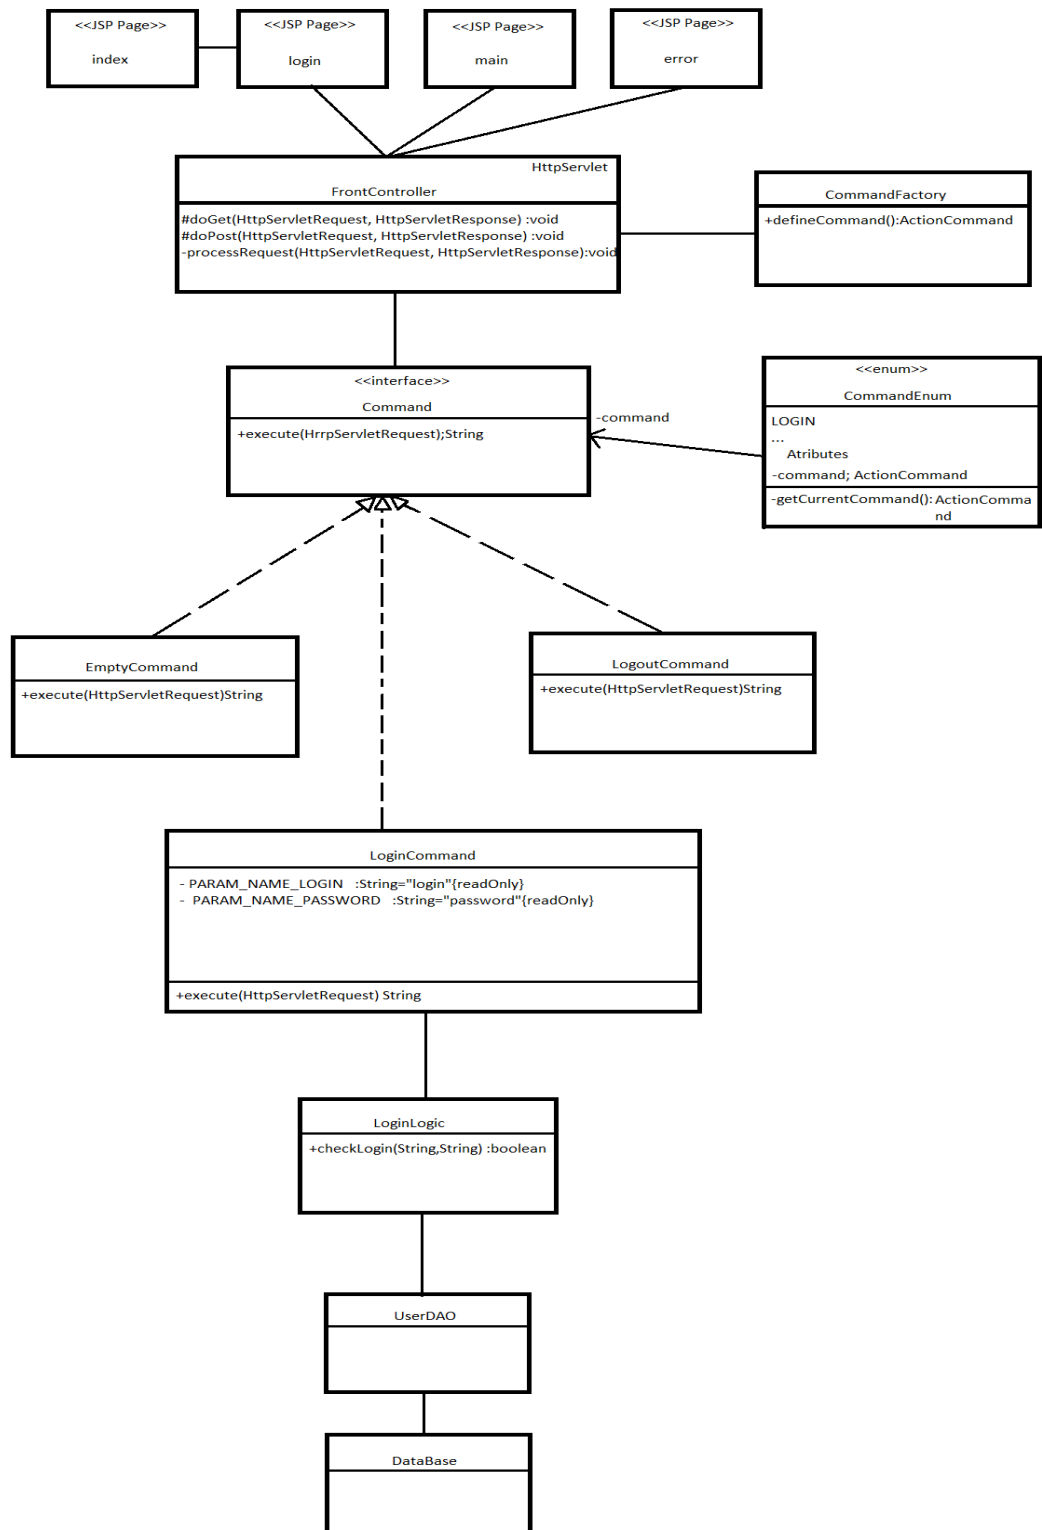 <<JSP Page>>
index
<<JSP Page>>
login
<<JSP Page>>
main
<<JSP Page>>
error
HttpServlet
FrontController
#doGet(HttpServletRequest, HttpServletResponse) :void
#doPost(HttpServletRequest, HttpServletResponse) :void
-processRequest(HttpServletRequest, HttpServletResponse):void
CommandFactory
+defineCommand():ActionCommand
<<interface>>
Command
+execute(HrrpServletRequest);String
-command
<<enum>>
CommandEnum
LOGIN
...
Atributes
-command; ActionCommand
-getCurrentCommand(): ActionComma
nd
EmptyCommand
+execute(HttpServletRequest)String
LogoutCommand
+execute(HttpServletRequest)String
LoginCommand
- PARAM_NAME_LOGIN :String="login"{readOnly}
- PARAM_NAME_PASSWORD :String="password"{readOnly}
+execute(HttpServletRequest) String
LoginLogic
+checkLogin(String,String) :boolean
UserDAO
DataBase